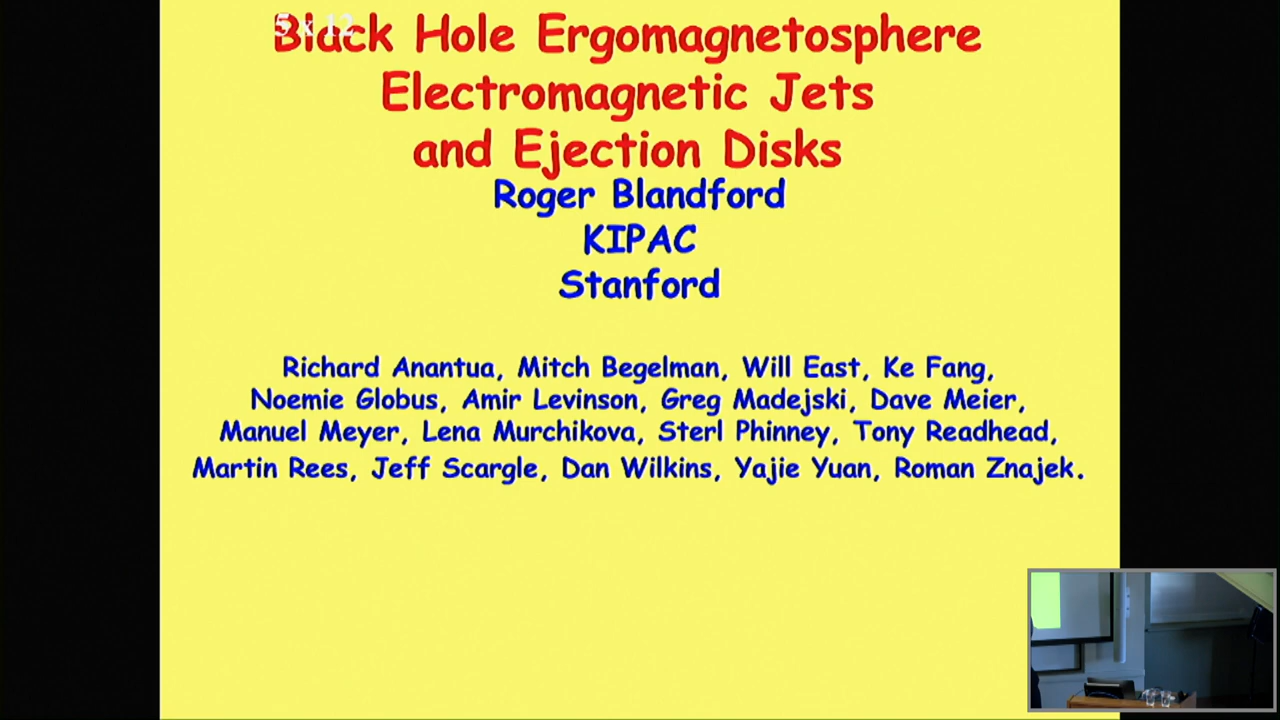 5 x 12
Black Hole Ergomagnetosphere
Electromagnetic Jets
and Ejection Disks
Roger Blandford
KIPAC
Stanford
Richard Anantua, Mitch Begelman, Will East, Ke Fang,
Noemie Globus, Amir Levinson, Greg Madejski, Dave Meier,
Manuel Meyer, Lena Murchikova, Sterl Phinney, Tony Readhead,
Martin Rees, Jeff Scargle, Dan Wilkins, Yajie Yuan, Roman Znajek.